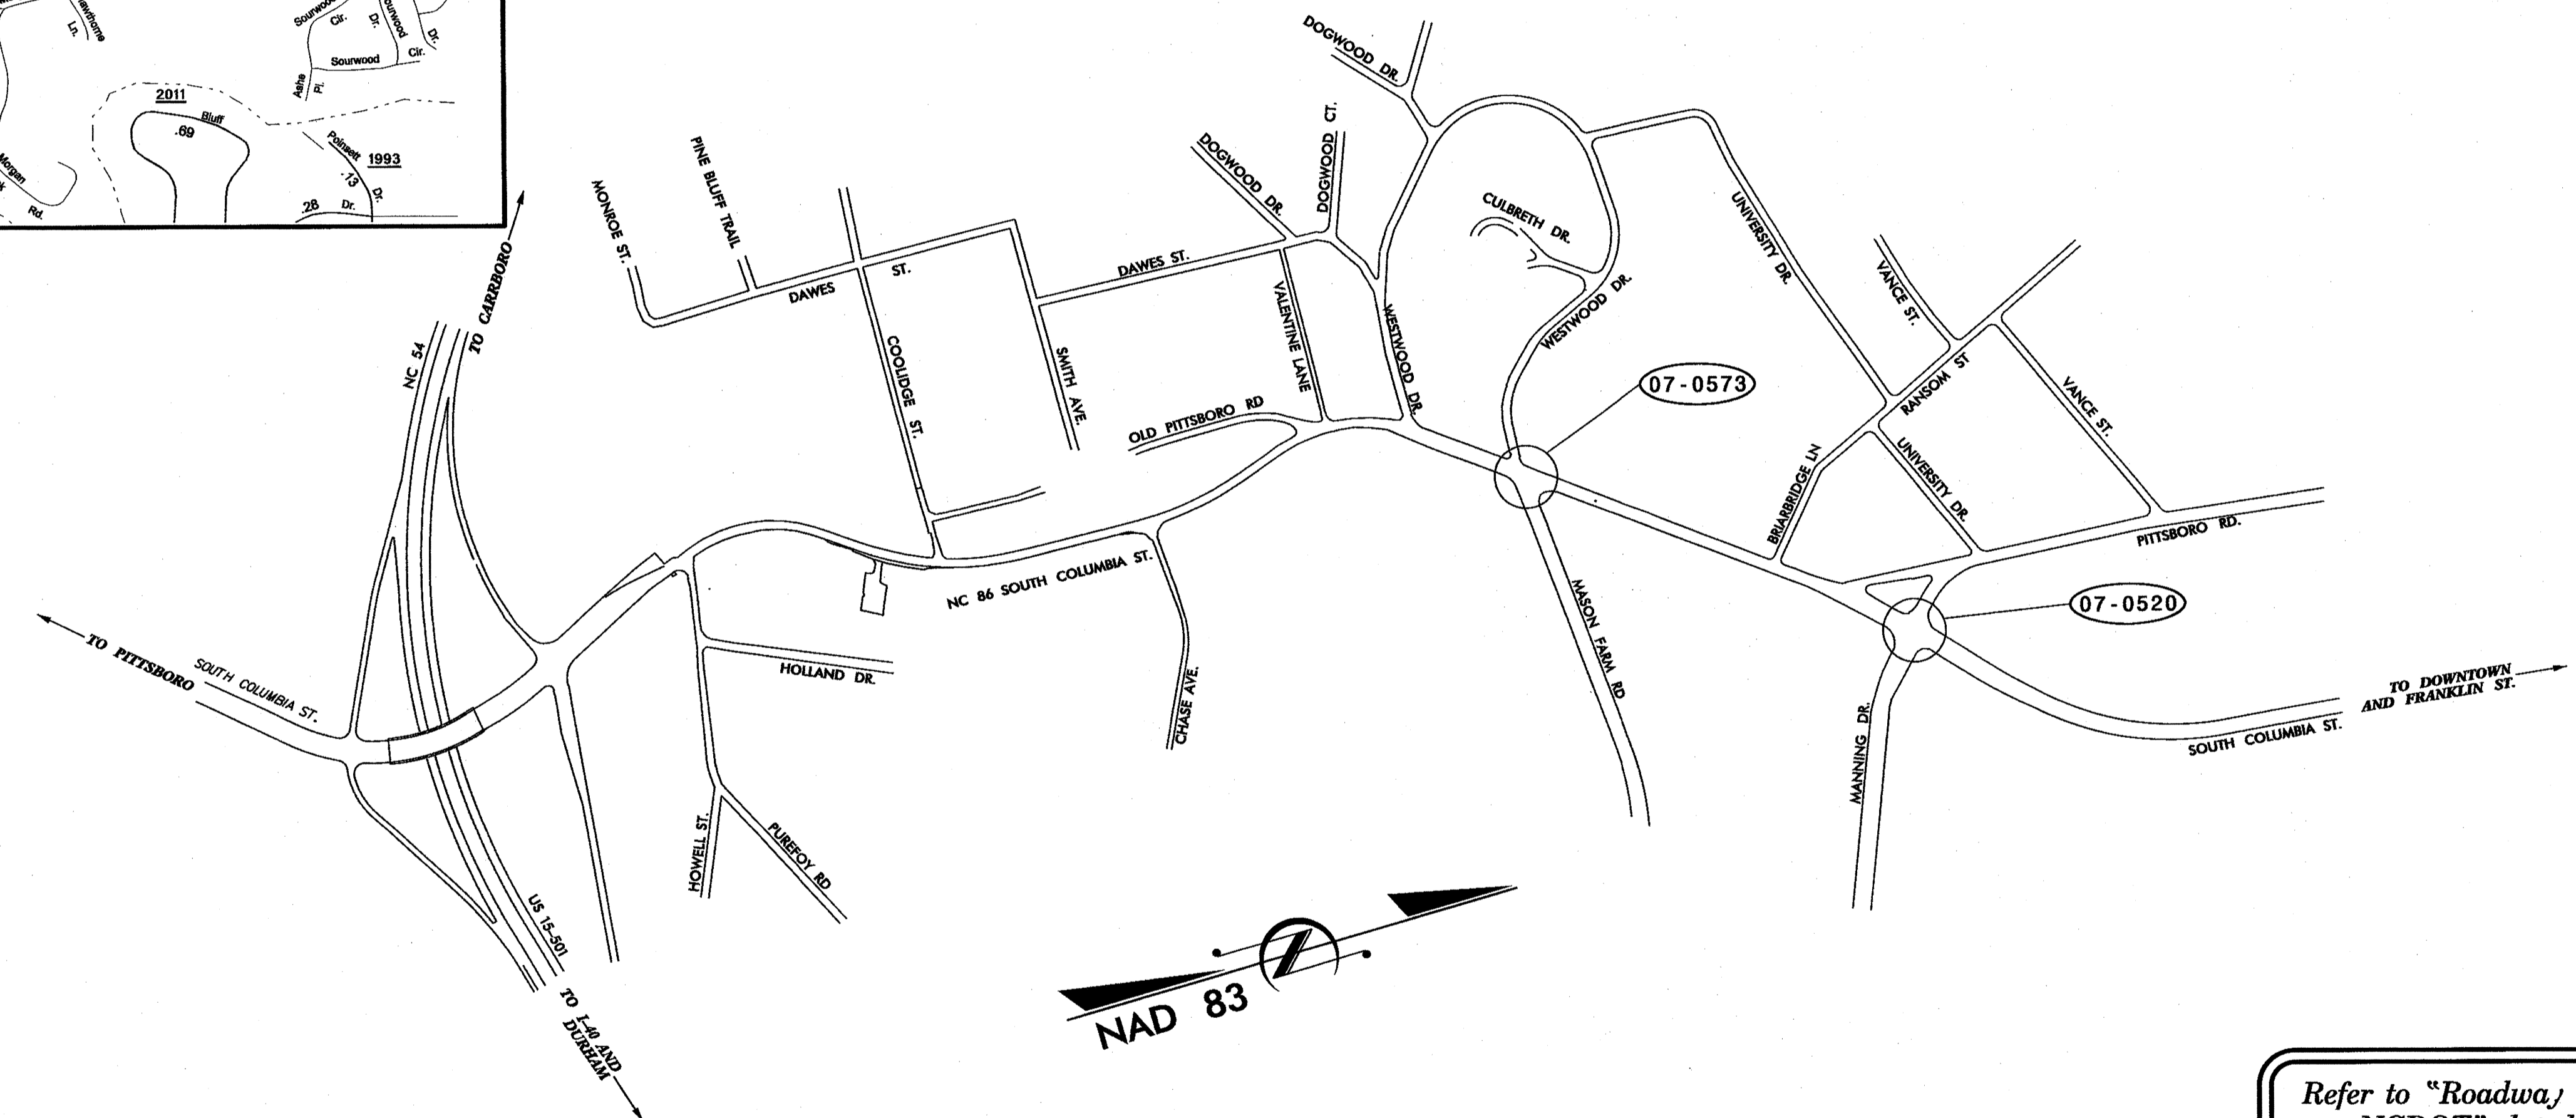 Ln.
Sourwood
Cir.
Dr.
Dr.
Sourwood
Cir.
Ashe
Pl.
2011
Bluff
.69
Poinsett
.13
Dr.
1993
.28
Dr.
Morgan
Rd.
DOGWOOD DR.
DOGWOOD CT.
DOGWOOD DR.
PINE BLUFF TRAIL
MONROE ST.
CULBRETH DR.
UNIVERSITY DR.
VANCE ST.
DAWES ST.
DAWES
ST.
TO CARRBORO
NC 54
COOLIDGE ST.
SMITH AVE.
VALENTINE LANE
WESTWOOD DR.
WESTWOOD DR.
07-0573
RANSOM ST
VANCE ST.
OLD PITTSBORO RD
BRIARBRIDGE LN
UNIVERSITY DR.
PITTSBORO RD.
NC 86 SOUTH COLUMBIA ST.
MASON FARM RD
07-0520
TO PITTSBORO
SOUTH COLUMBIA ST.
HOLLAND DR.
CHASE AVE.
MANNING DR.
TO DOWNTOWN
AND FRANKLIN ST.
SOUTH COLUMBIA ST.
HOWELL ST.
PUREFOY RD
US 15-501
TO I-40 AND
DURHAM
NAD 83
Refer to "Roadway